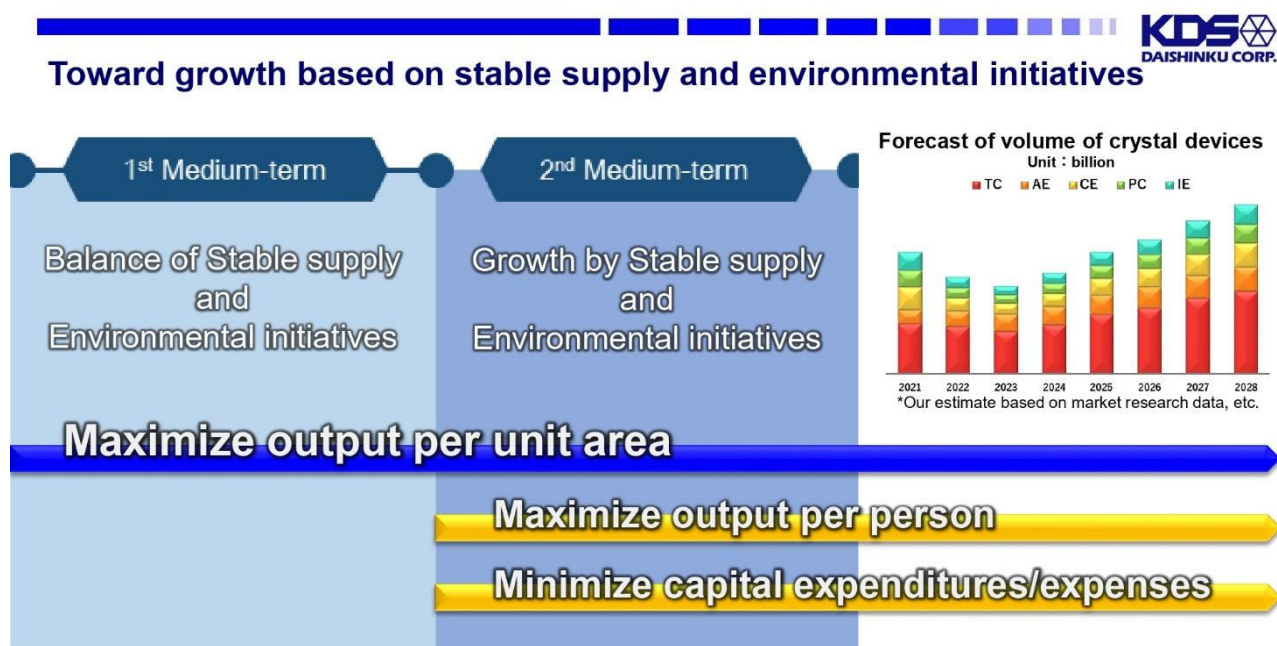 KDS
DAISHINKU CORP.
Toward growth based on stable supply and environmental initiatives
1st Medium-term
2nd Medium-term
Balance of Stable supply
and
Environmental initiatives
Growth by Stable supply
and
Environmental initiatives
Forecast of volume of crystal devices
Unit：billion
TC AE CE PC IE
2021 2022 2023 2024 2025 2026 2027 2028
*Our estimate based on market research data, etc.
Maximize output per unit area
Maximize output per person
Minimize capital expenditures/expenses